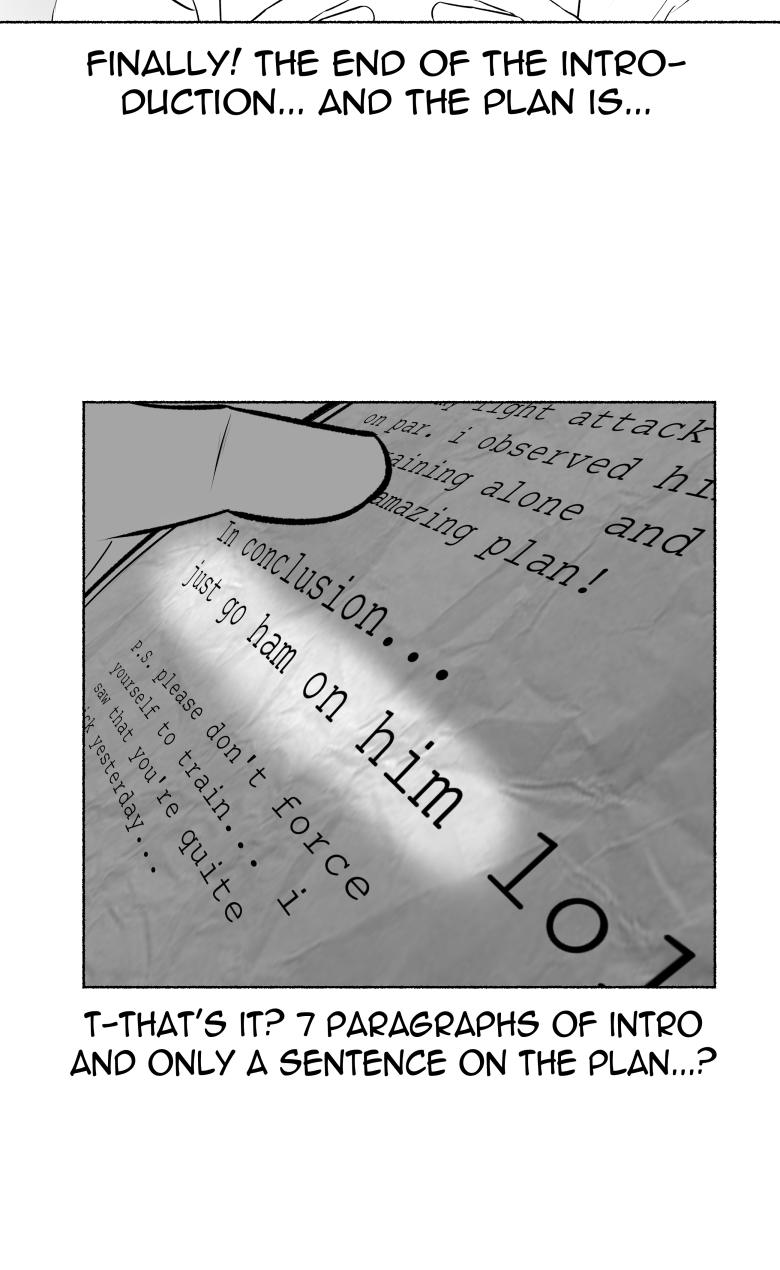 FINALLY! THE END OF THE INTRO-
DUCTION... AND THE PLAN IS...
light attack
on par. i observed hi
aining alone and
amazing plan!
In conclusion...
just go ham on him lol
P.S. please don't force
yourself to train... i
saw that you're quite
ick yesterday...
T-THAT'S IT? 7 PARAGRAPHS OF INTRO
AND ONLY A SENTENCE ON THE PLAN...?